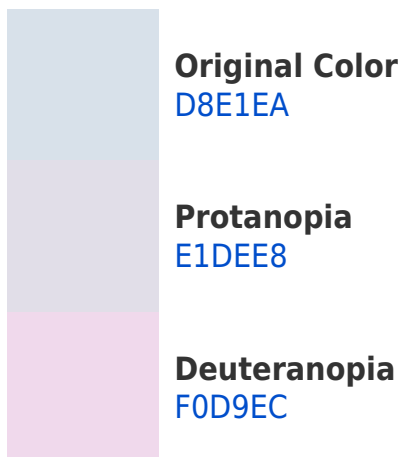 Original Color
D8E1EA
Protanopia
E1DEE8
Deuteranopia
F0D9EC